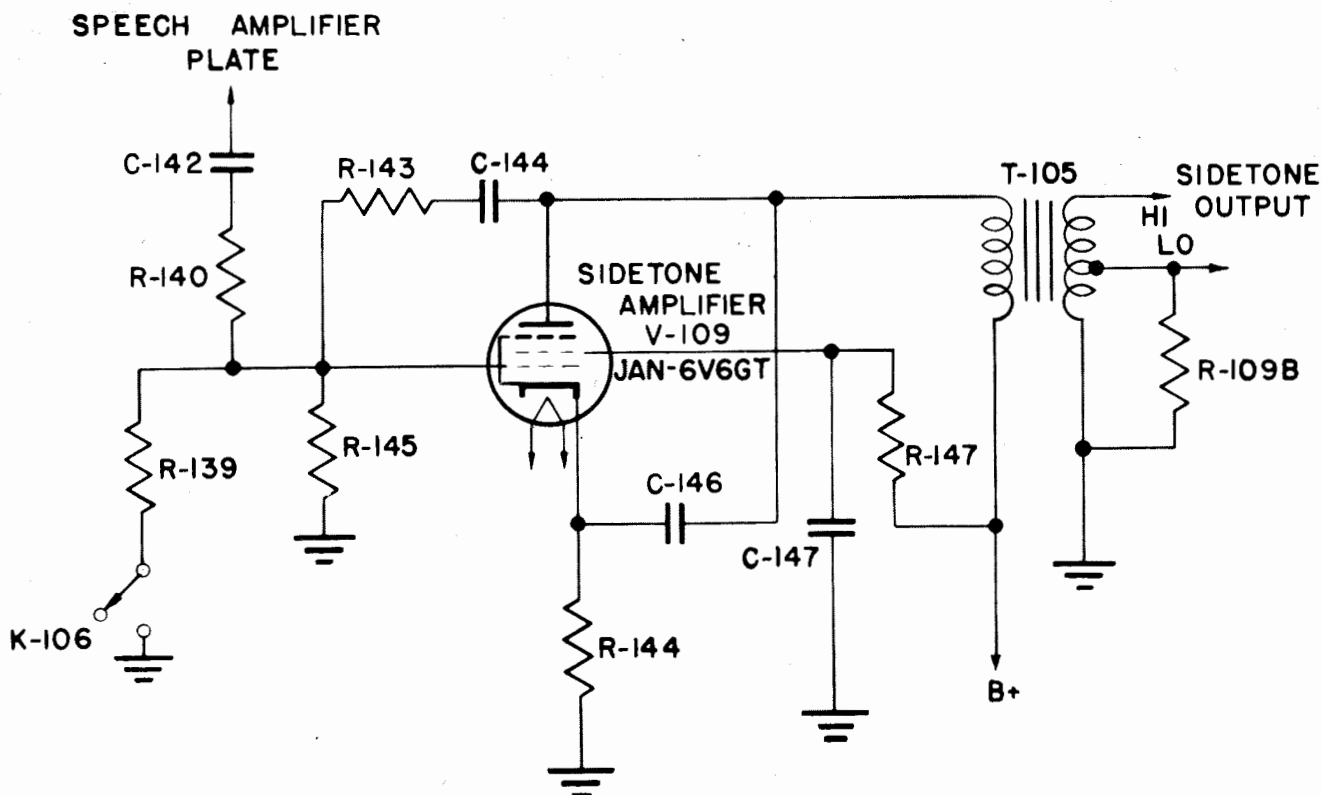 SPEECH AMPLIFIER
PLATE
C-142
R-143
C-144
T-105
SIDETONE
OUTPUT
HI
LO
R-140
SIDETONE
AMPLIFIER
V-109
JAN-6V6GT
R-109B
R-139
R-145
R-147
C-146
C-147
K-106
R-144
B+